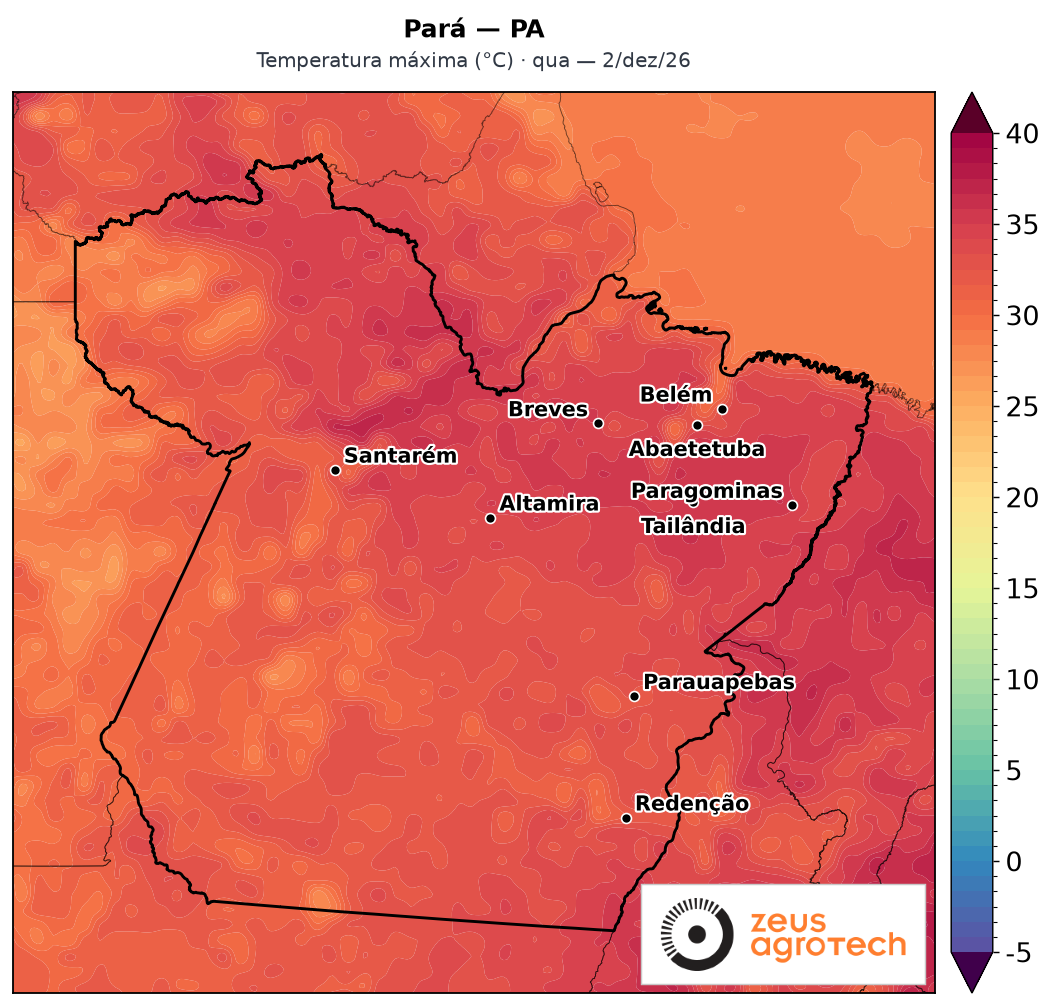 Pará — PA
Temperatura máxima (°C) · qua — 2/dez/26
40
35
30
25
20
15
10
5
0
-5
Belém
Breves
Abaetetuba
Santarém
Paragominas
Altamira
Tailândia
Parauapebas
Redenção
zeus
agrotech